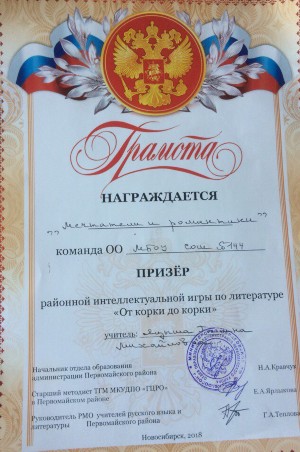 Грамота
НАГРАЖДАЕТСЯ
"Мечтатели и романтики"
команда ОО МБОУ СОШ №144
ПРИЗЁР
районной интеллектуальной игры по литературе
«От корки до корки»
учитель:
Михайловна
Начальник отдела образования
администрации Первомайского района Н.А.Кравчук
Старший методист ТГМ МКУДПО «ГЦРО»
в Первомайском районе
Руководитель РМО учителей русского языка и
литературы Первомайского района
Новосибирск, 2018